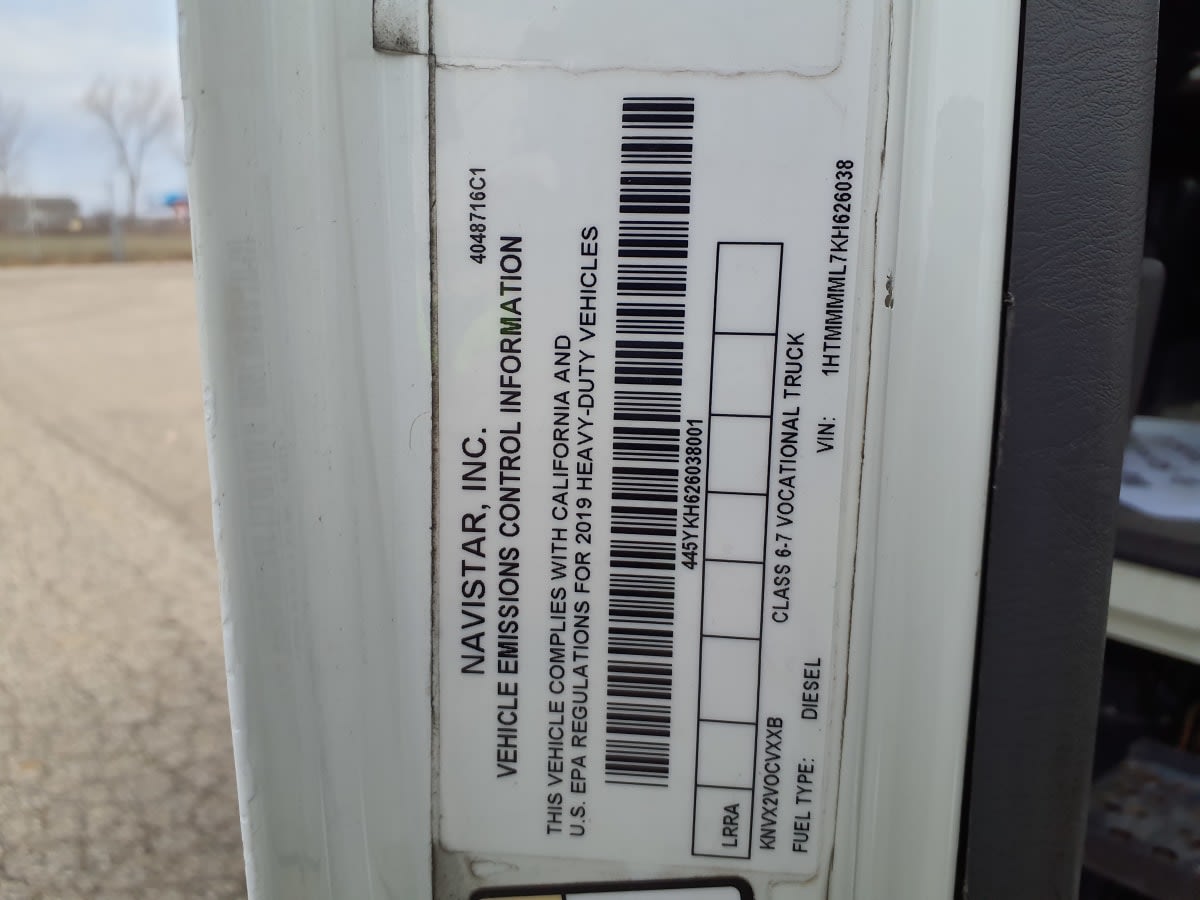 4048716C1
NAVISTAR, INC.
VEHICLE EMISSIONS CONTROL INFORMATION
THIS VEHICLE COMPLIES WITH CALIFORNIA AND
U.S. EPA REGULATIONS FOR 2019 HEAVY-DUTY VEHICLES
445YKH626038001
LRRA
KNVX2VOCVXXB CLASS 6-7 VOCATIONAL TRUCK
FUEL TYPE: DIESEL VIN: 1HTMMMML7KH626038